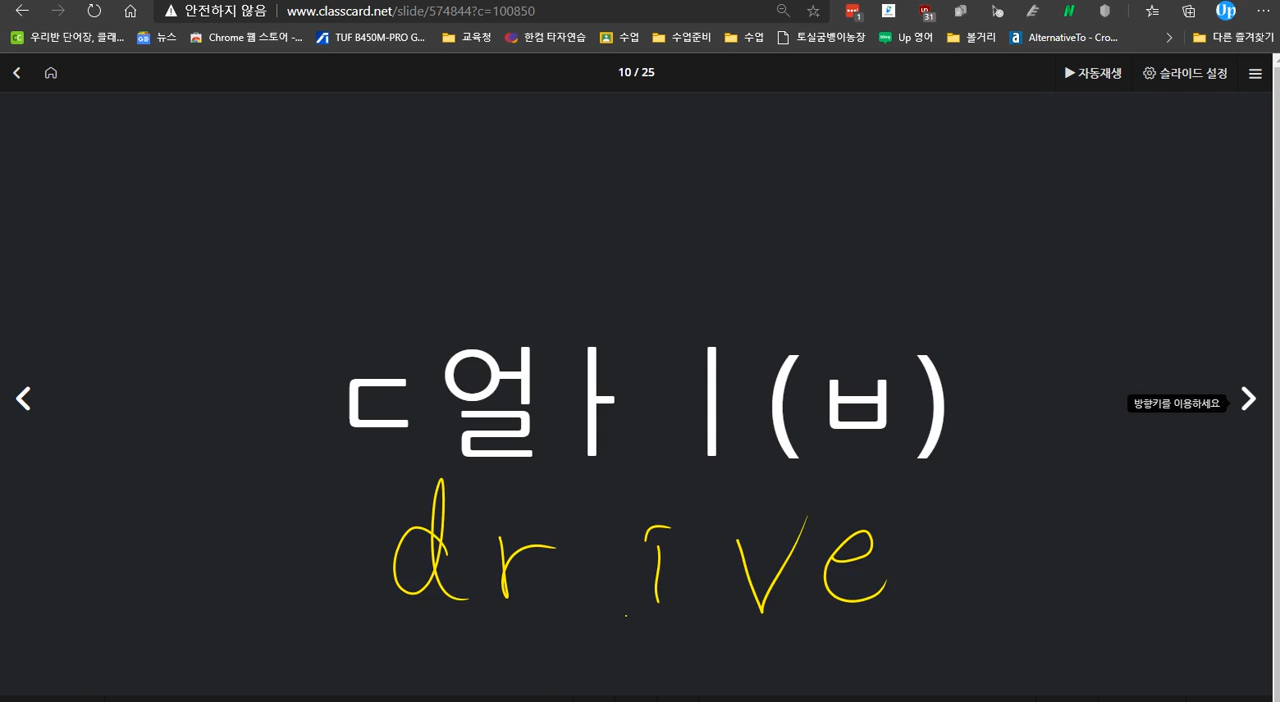 안전하지 않음 www.classcard.net/slide/574844?c=100850
우리반 단어장, 클래... 뉴스 Chrome 웹 스토어 -... TUF B450M-PRO G... 교육청 한컴 타자연습 수업 수업준비 수업 토실굼벵이농장 Up 영어 볼거리 AlternativeTo - Cro... 다른 즐겨찾기
10 / 25 자동재생 슬라이드 설정
ㄷ얼ㅏ ㅣ(ㅂ)
방향키를 이용하세요
drive